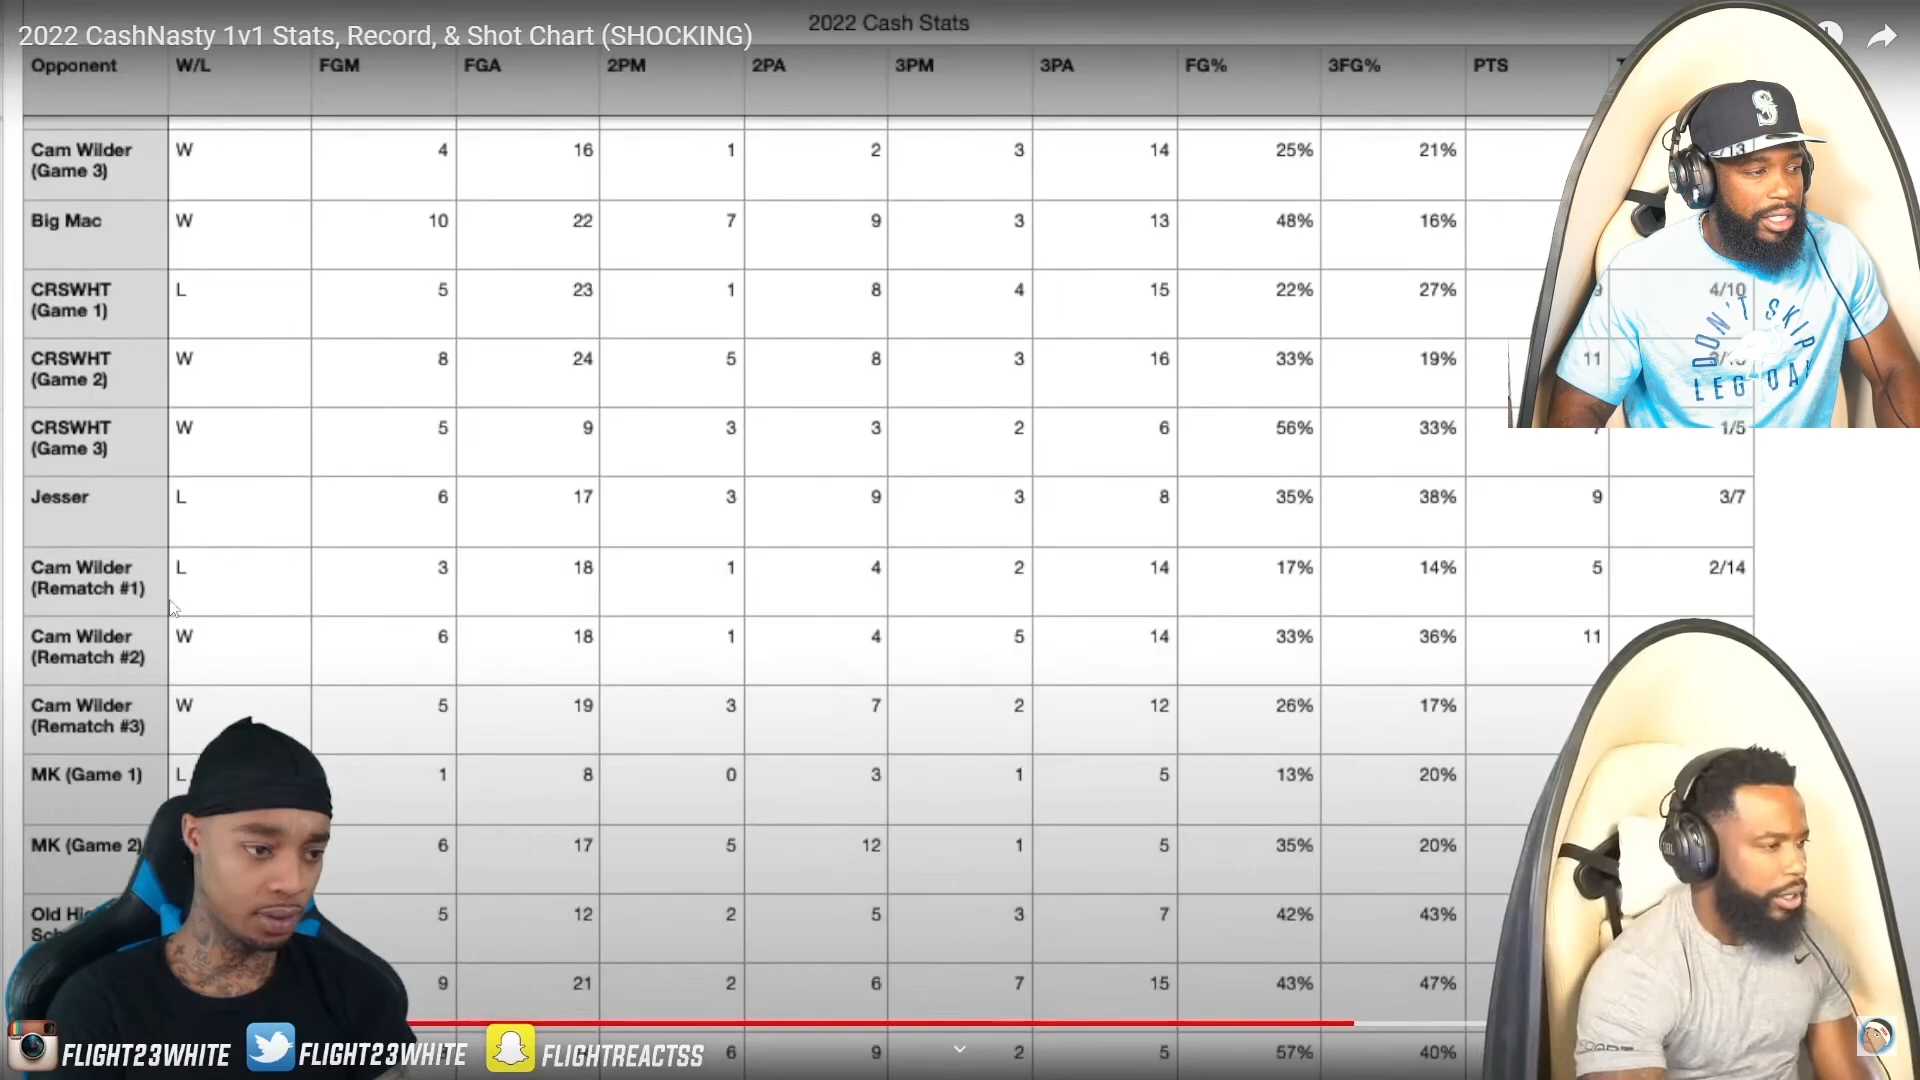 2022 Cash Stats
2022 CashNasty 1v1 Stats, Record, & Shot Chart (SHOCKING)
Opponent W/L FGM FGA 2PM 2PA 3PM 3PA FG% 3FG% PTS
Cam Wilder (Game 3) W 4 16 1 2 3 14 25% 21%
Big Mac W 10 22 7 9 3 13 48% 16%
CRSWHT (Game 1) L 5 23 1 8 4 15 22% 27% 9 4/10
CRSWHT (Game 2) W 8 24 5 8 3 16 33% 19% 11
CRSWHT (Game 3) W 5 9 3 3 2 6 56% 33% 7 1/5
Jesser L 6 17 3 9 3 8 35% 38% 9 3/7
Cam Wilder (Rematch #1) L 3 18 1 4 2 14 17% 14% 5 2/14
Cam Wilder (Rematch #2) W 6 18 1 4 5 14 33% 36% 11
Cam Wilder (Rematch #3) W 5 19 3 7 2 12 26% 17%
MK (Game 1) L 1 8 0 3 1 5 13% 20%
MK (Game 2) 6 17 5 12 1 5 35% 20%
Old 5 12 2 5 3 7 42% 43%
9 21 2 6 7 15 43% 47%
6 9 2 5 57% 40%
S
DON'T SKIP
LEG DAY
JBL
FLIGHT23WHITE FLIGHT23WHITE FLIGHTREACTSS